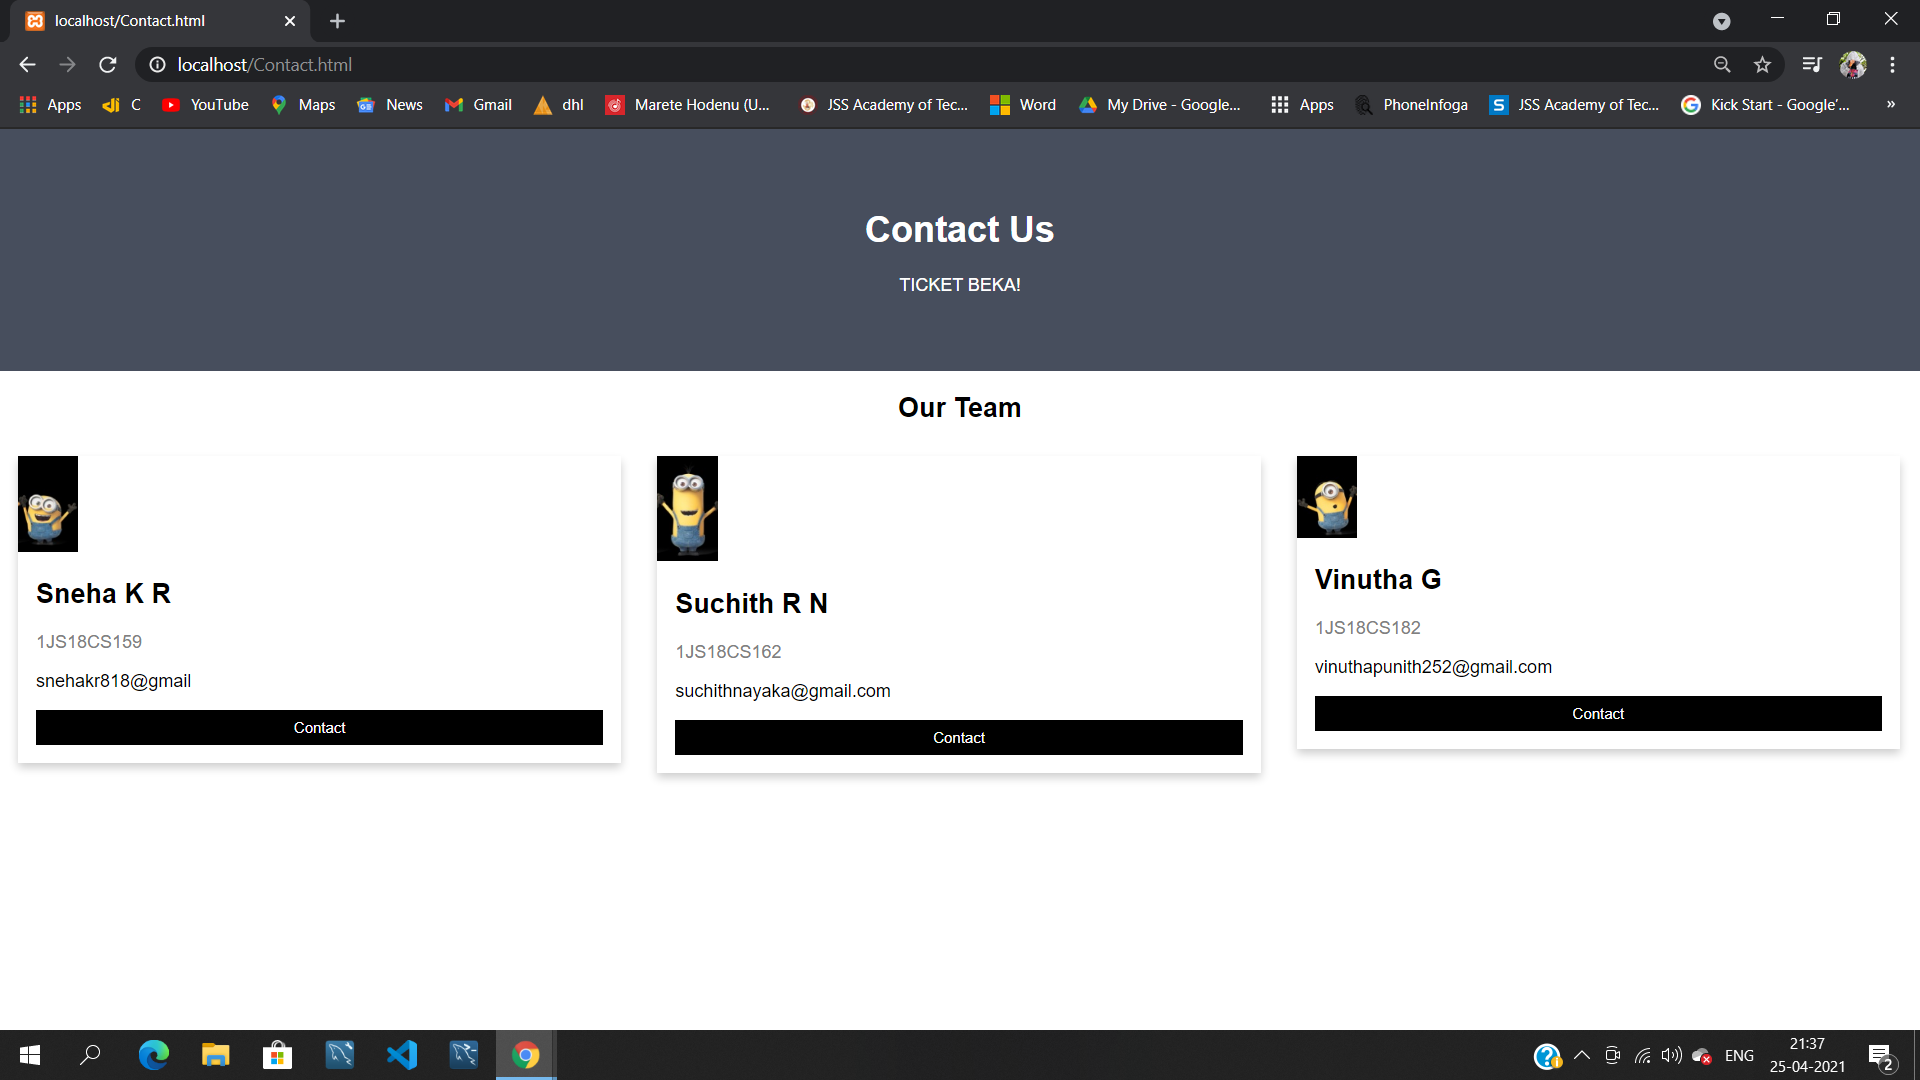 localhost/Contact.html
localhost/Contact.html
Apps C YouTube Maps News Gmail dhl Marete Hodenu (U... JSS Academy of Tec... Word My Drive - Google... Apps PhoneInfoga JSS Academy of Tec... Kick Start - Google'... »
Contact Us
TICKET BEKA!
Our Team
Sneha K R
1JS18CS159
snehakr818@gmail
Contact
Suchith R N
1JS18CS162
suchithnayaka@gmail.com
Contact
Vinutha G
1JS18CS182
vinuthapunith252@gmail.com
Contact
ENG
21:37
25-04-2021
2